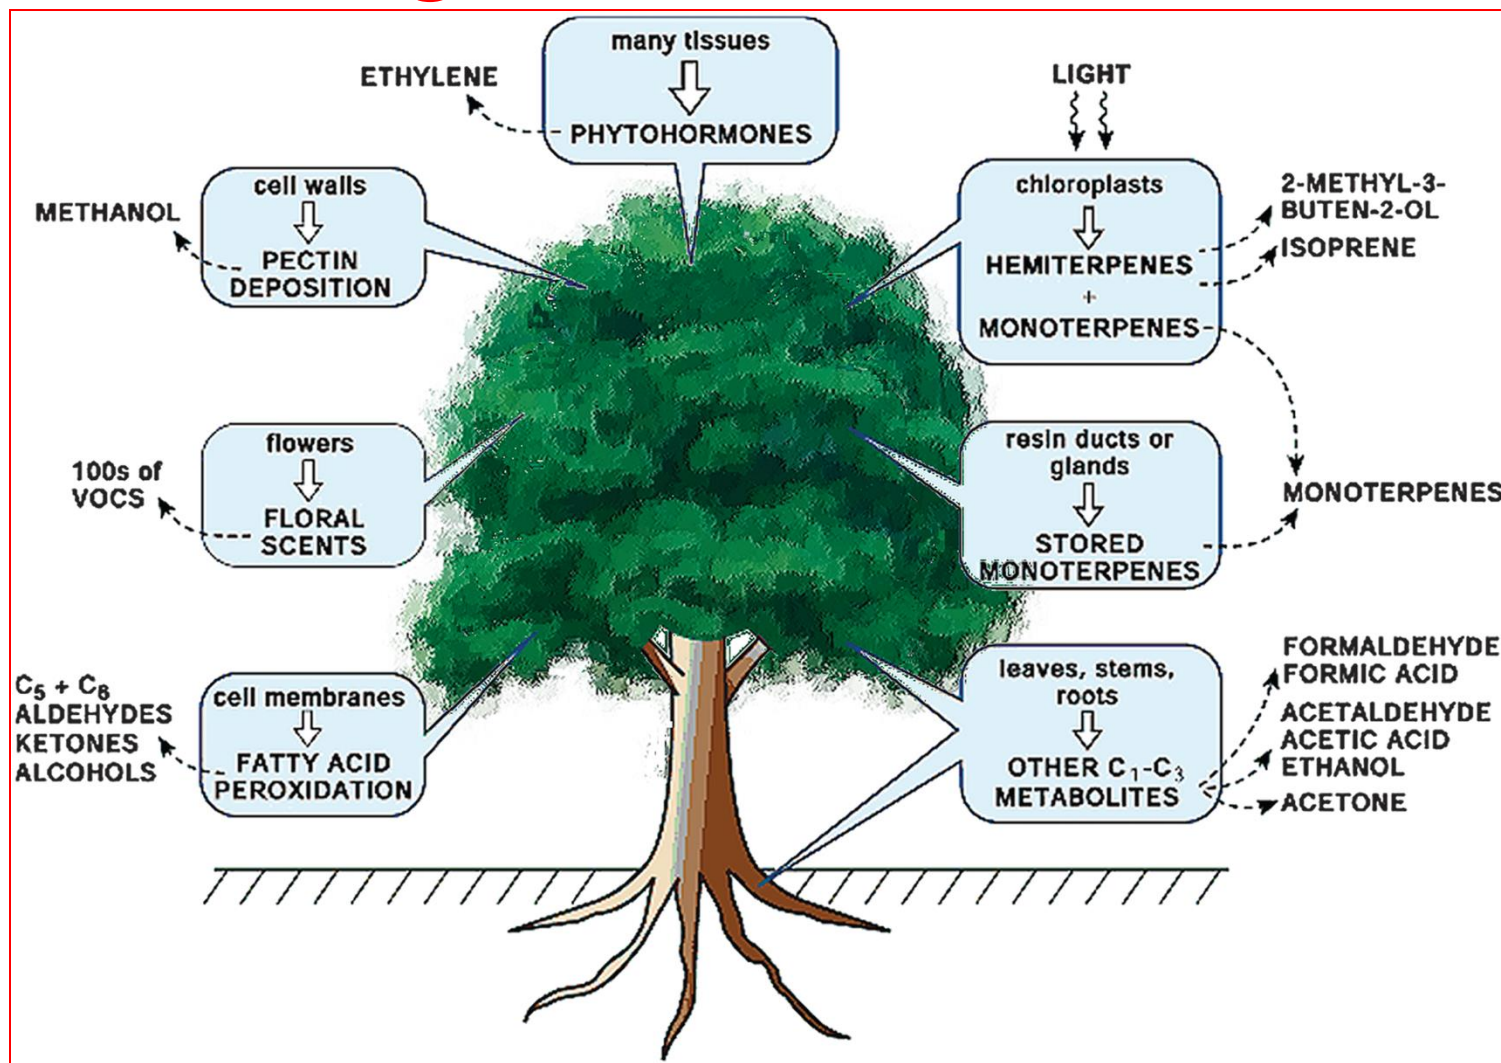 many tissues
PHYTOHORMONES
ETHYLENE
LIGHT
cell walls
PECTIN
DEPOSITION
METHANOL
chloroplasts
HEMITERPENES
+
MONOTERPENES
2-METHYL-3-
BUTEN-2-OL
ISOPRENE
flowers
FLORAL
SCENTS
100s of
VOCS
resin ducts or
glands
STORED
MONOTERPENES
MONOTERPENES
cell membranes
FATTY ACID
PEROXIDATION
C₅ + C₆
ALDEHYDES
KETONES
ALCOHOLS
leaves, stems,
roots
OTHER C₁-C₃
METABOLITES
FORMALDEHYDE
FORMIC ACID
ACETALDEHYDE
ACETIC ACID
ETHANOL
ACETONE